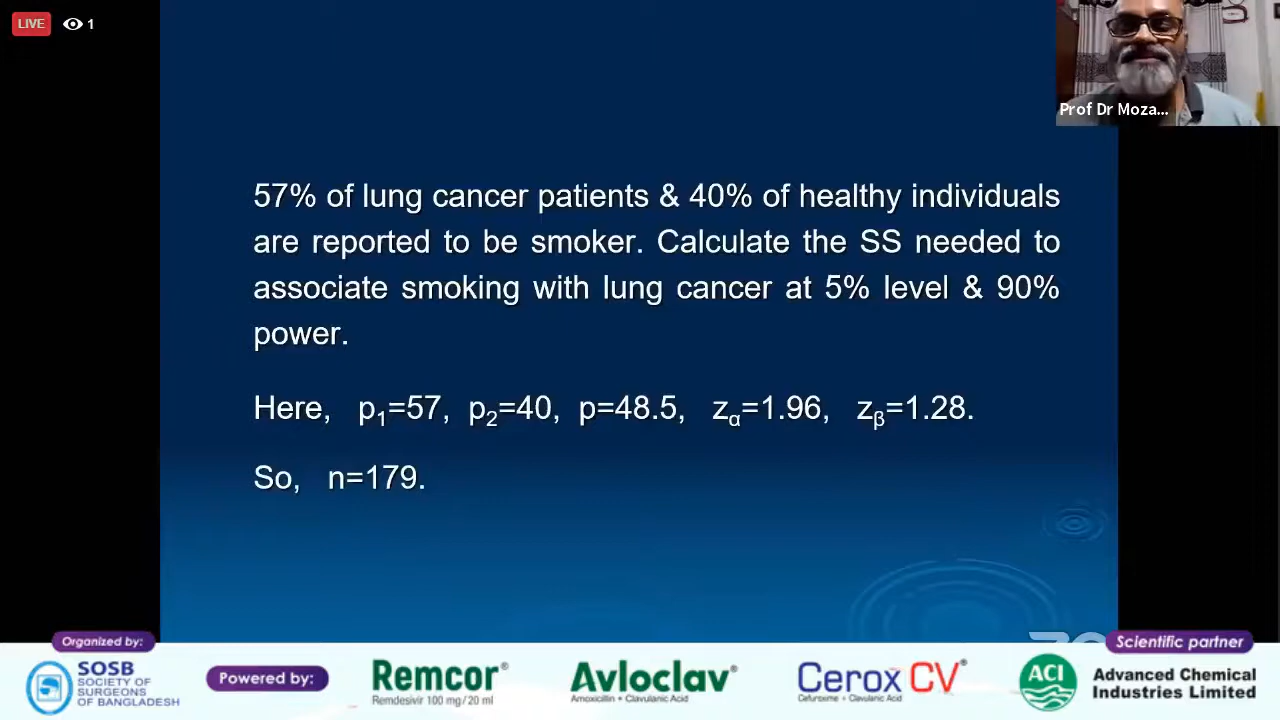 LIVE 1
Prof Dr Moza...
57% of lung cancer patients & 40% of healthy individuals
are reported to be smoker. Calculate the SS needed to
associate smoking with lung cancer at 5% level & 90%
power.
Here, p₁=57, p₂=40, p=48.5, zα=1.96, zβ=1.28.
So, n=179.
Organized by:
SOSB
SOCIETY OF
SURGEONS
OF BANGLADESH
Powered by:
Remcor®
Remdesivir 100 mg/20 ml
Avloclav®
Amoxicillin + Clavulanic Acid
Cerox CV®
Cefuroxime + Clavulanic Acid
Scientific partner
ACI
Advanced Chemical
Industries Limited